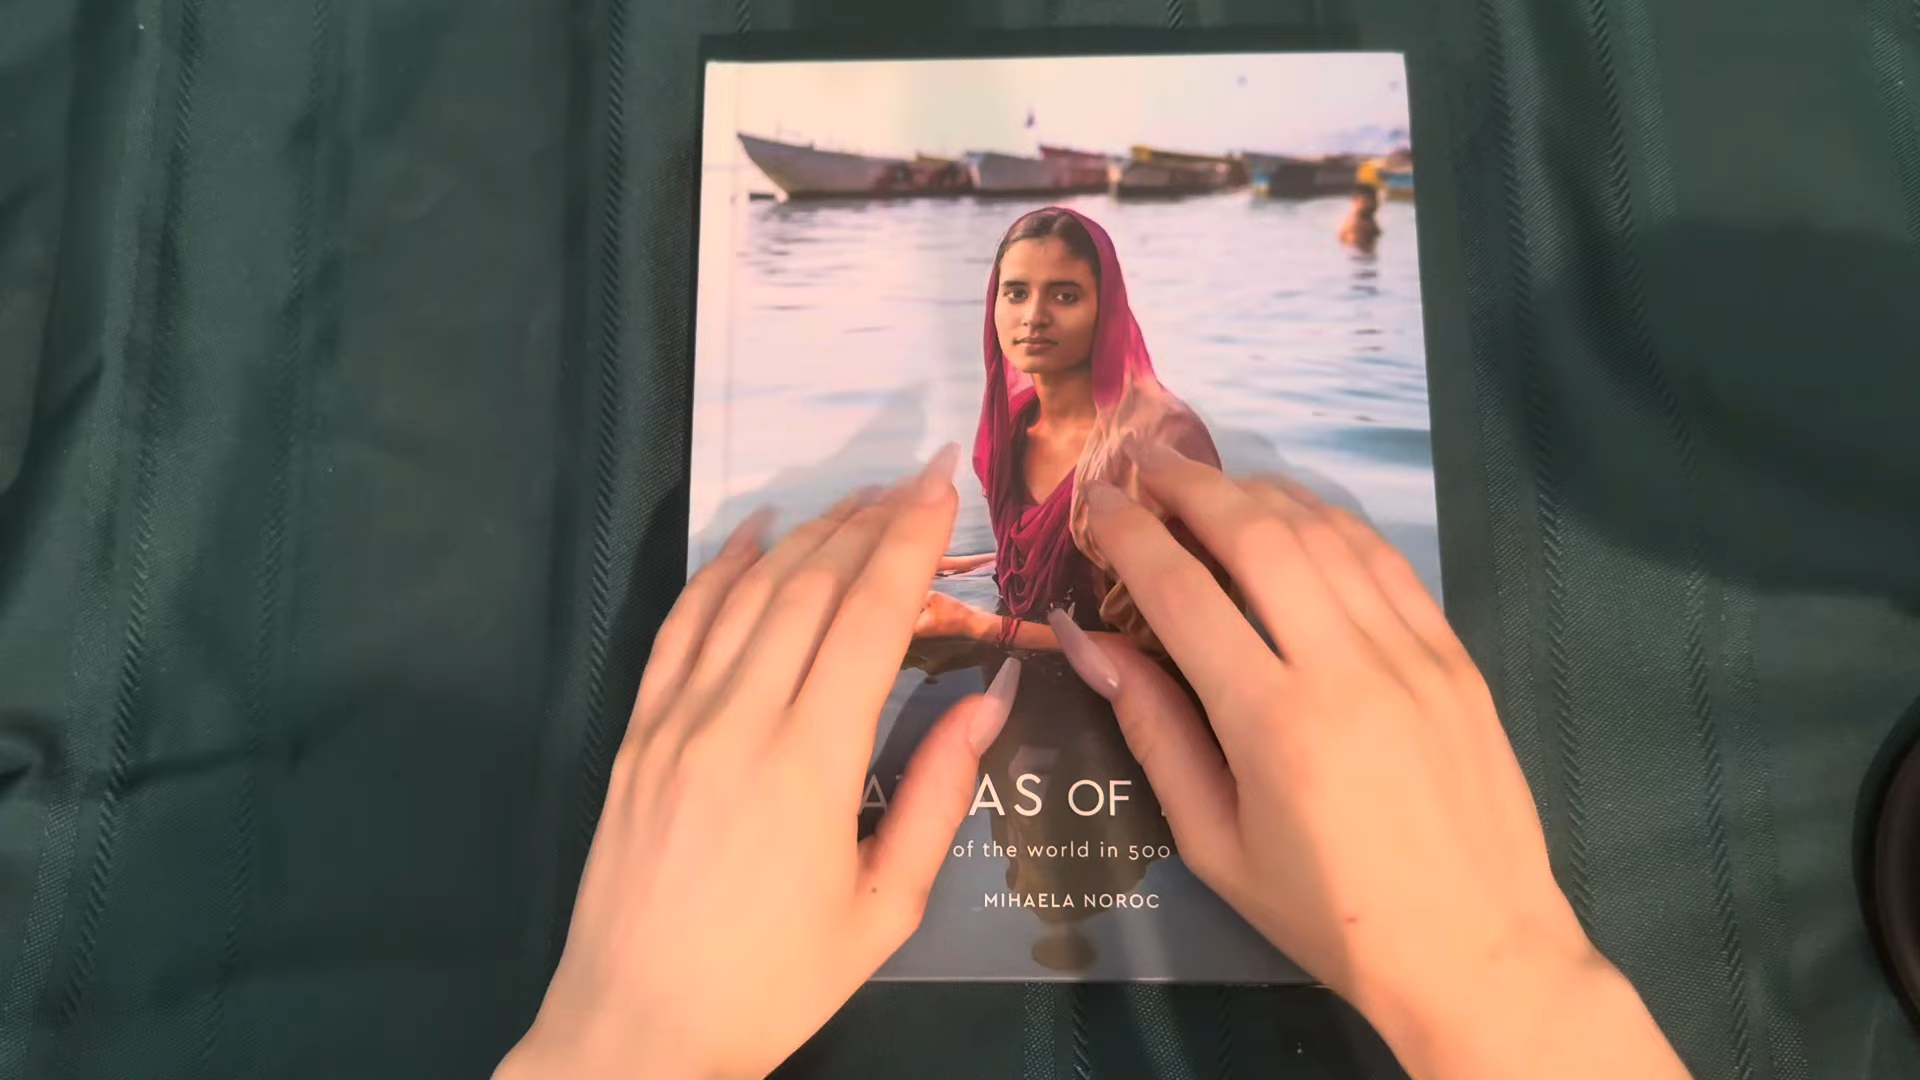 AS OF
of the world in 500
MIHAELA NOROC